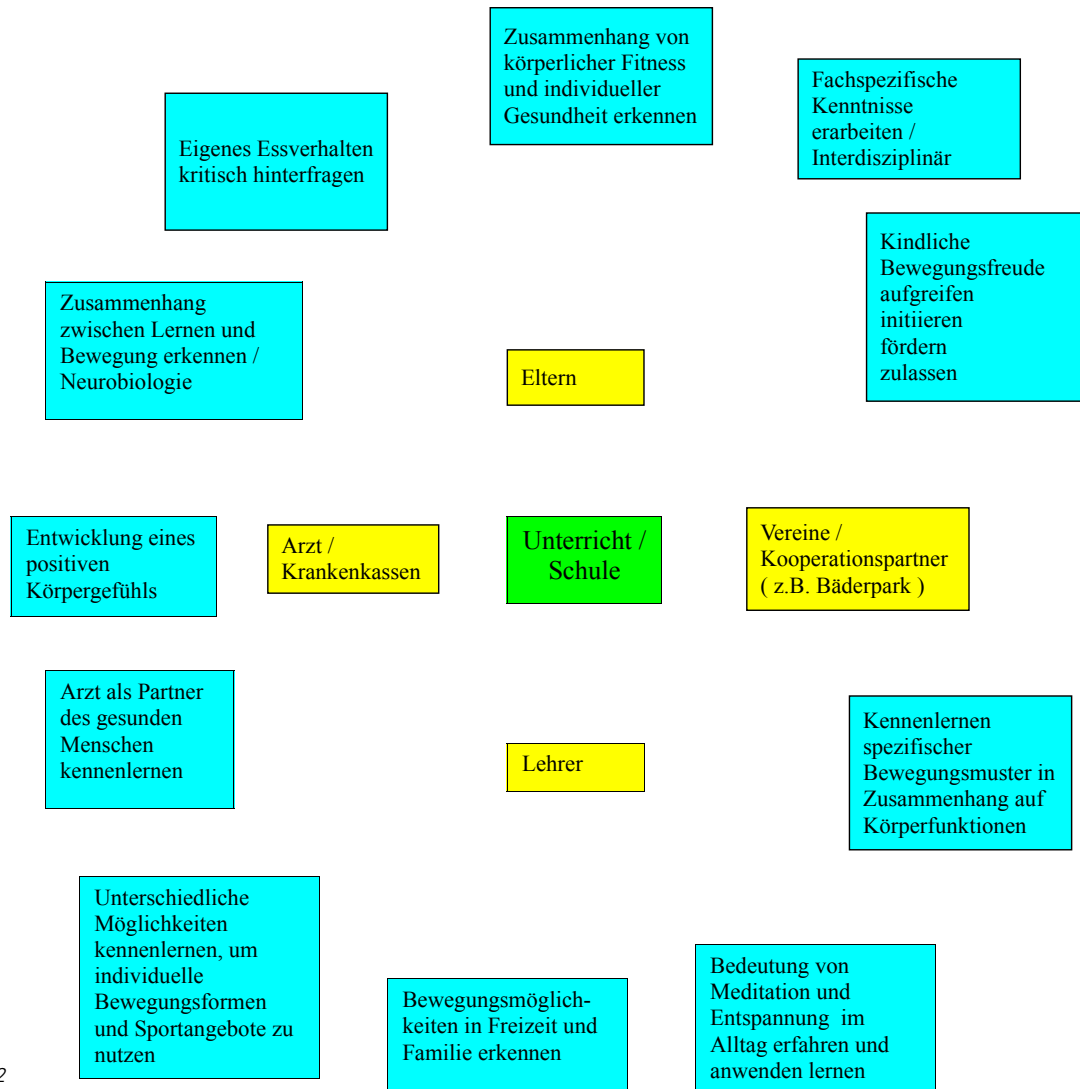 Zusammenhang von
körperlicher Fitness
und individueller
Gesundheit erkennen
Fachspezifische
Kenntnisse
erarbeiten /
Interdisziplinär
Eigenes Essverhalten
kritisch hinterfragen
Kindliche
Bewegungsfreude
aufgreifen
initiieren
fördern
zulassen
Zusammenhang
zwischen Lernen und
Bewegung erkennen /
Neurobiologie
Eltern
Entwicklung eines
positiven
Körpergefühls
Arzt /
Krankenkassen
Unterricht /
Schule
Vereine /
Kooperationspartner
( z.B. Bäderpark )
Arzt als Partner
des gesunden
Menschen
kennenlernen
Lehrer
Kennenlernen
spezifischer
Bewegungsmuster in
Zusammenhang auf
Körperfunktionen
Unterschiedliche
Möglichkeiten
kennenlernen, um
individuelle
Bewegungsformen
und Sportangebote zu
nutzen
Bewegungsmöglich-
keiten in Freizeit und
Familie erkennen
Bedeutung von
Meditation und
Entspannung im
Alltag erfahren und
anwenden lernen
2